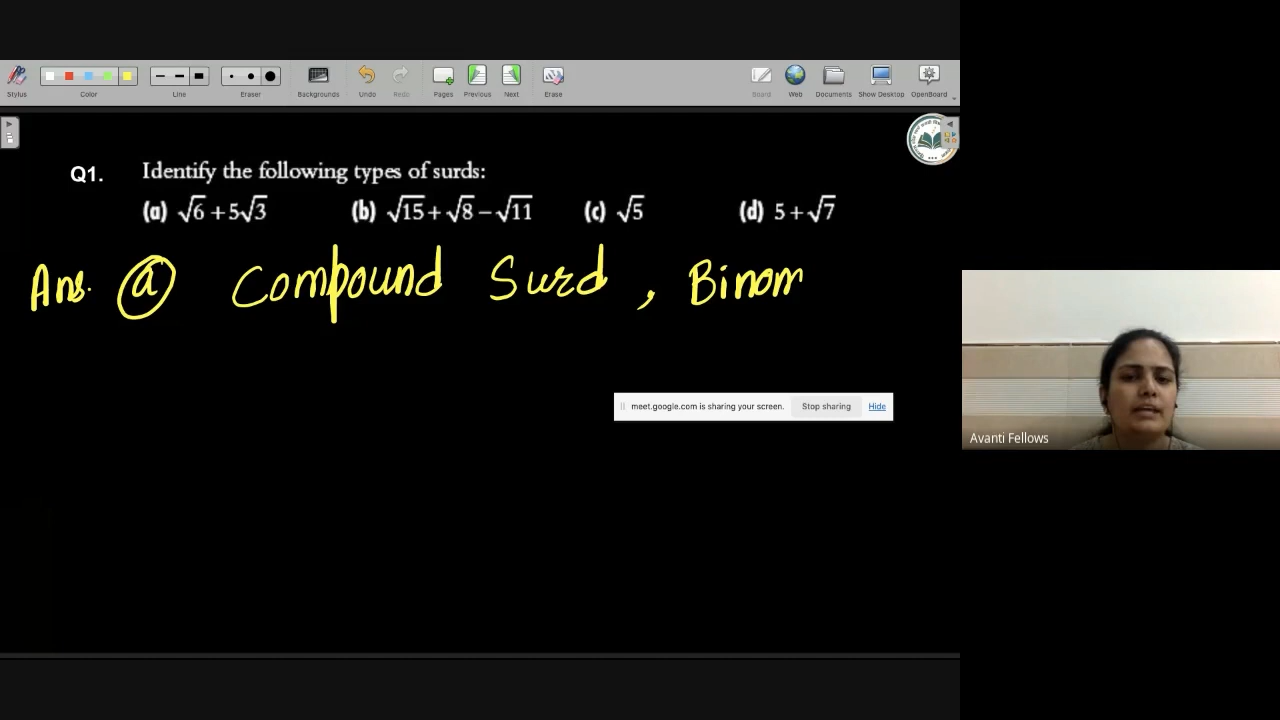 Stylus Color Line Eraser Backgrounds Undo Redo Pages Previous Next Erase Board Web Documents Show Desktop OpenBoard
Q1. Identify the following types of surds:
(a) √6 + 5√3 (b) √15 + √8 − √11 (c) √5 (d) 5 + √7
Ans. ⓐ Compound Surd , Binom
meet.google.com is sharing your screen. Stop sharing Hide
Avanti Fellows